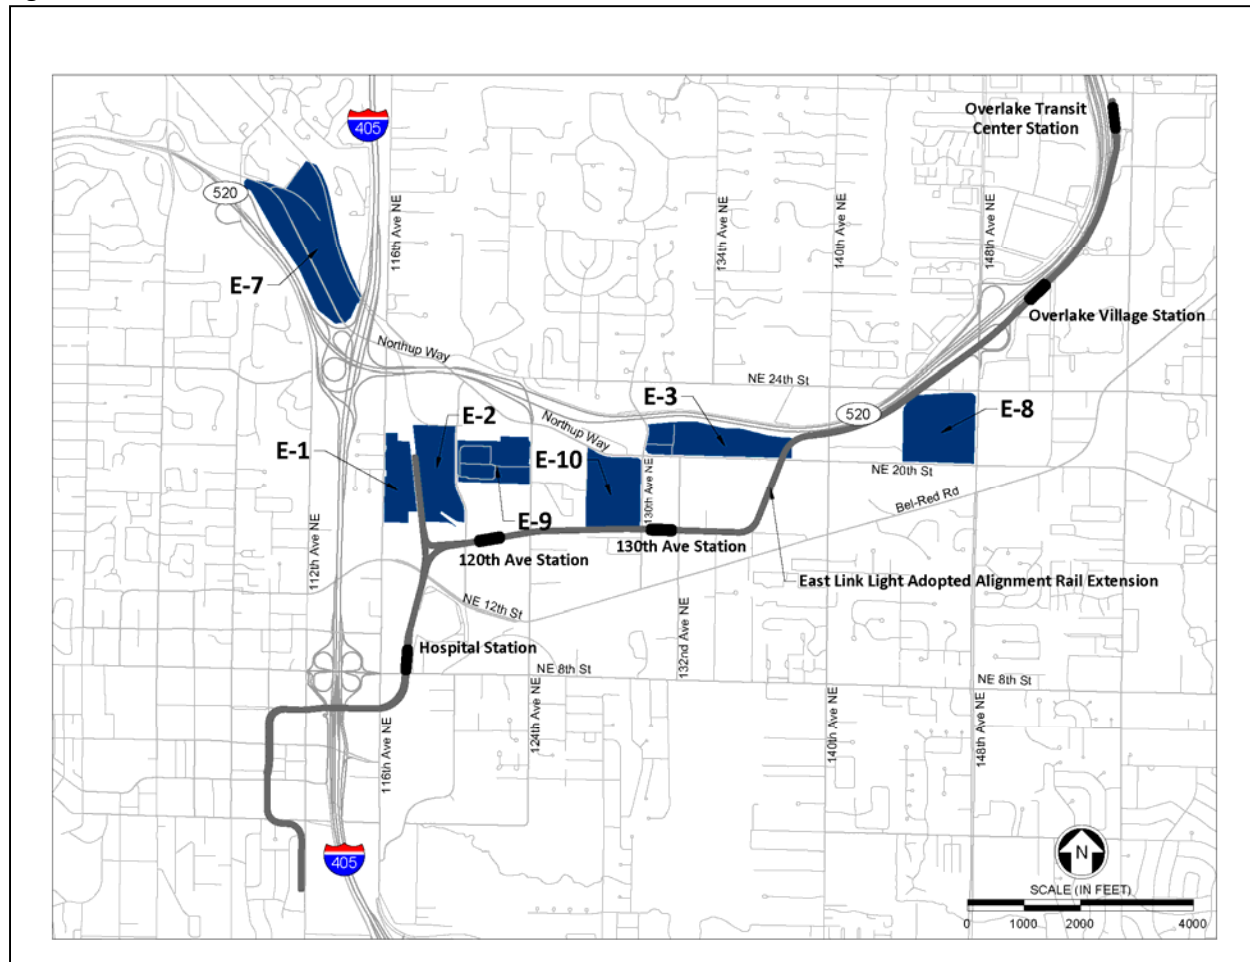 Overlake Transit
Center Station
405
520
116th Ave NE
134th Ave NE
140th Ave NE
148th Ave NE
E-7
Overlake Village Station
Northup Way
NE 24th St
E-3
520
E-8
E-2
Northup Way
E-1
E-10
130th Ave NE
NE 20th St
Bel-Red Rd
E-9
112th Ave NE
120th Ave Station
130th Ave Station
East Link Light Adopted Alignment Rail Extension
NE 12th St
132nd Ave NE
Hospital Station
NE 8th St
NE 8th St
116th Ave NE
124th Ave NE
140th Ave NE
148th Ave NE
405
N
SCALE (IN FEET)
0 1000 2000 4000